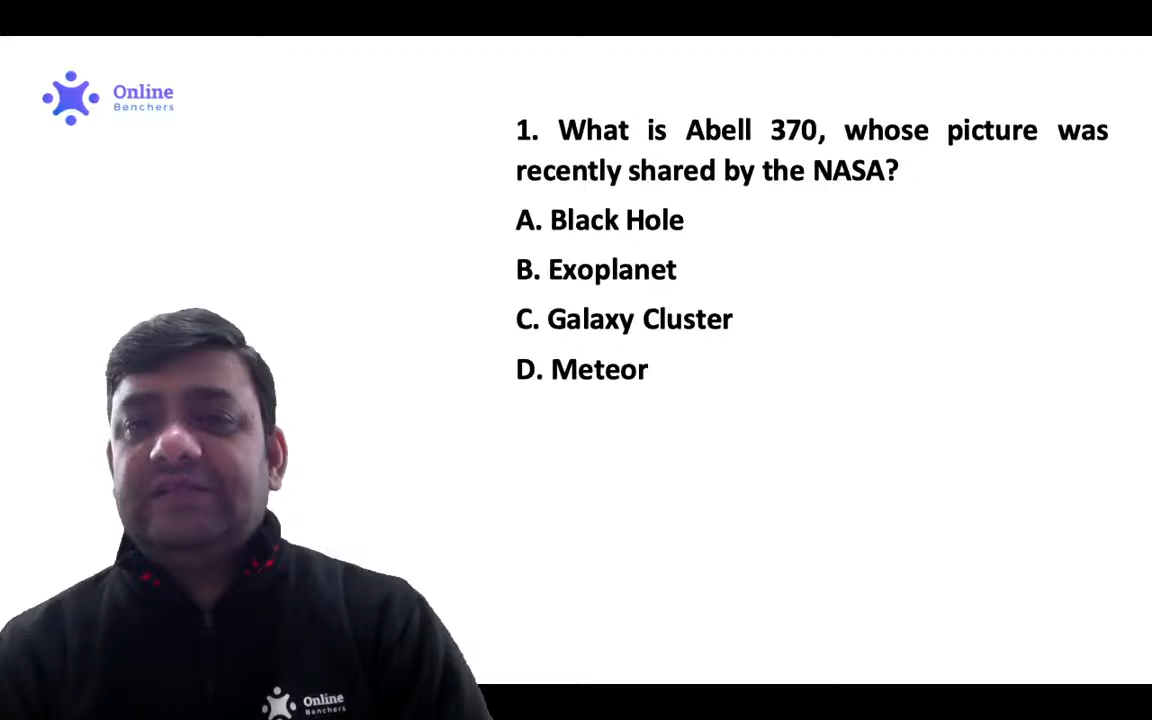 Online
Benchers
1. What is Abell 370, whose picture was
recently shared by the NASA?
A. Black Hole
B. Exoplanet
C. Galaxy Cluster
D. Meteor
Online
Benchers